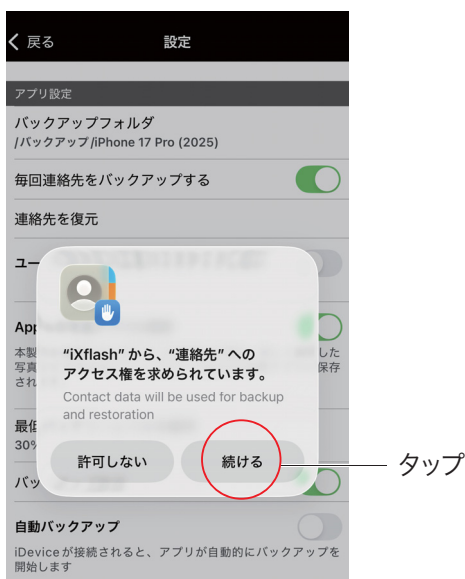 戻る
設定
アプリ設定
バックアップフォルダ
/バックアップ/iPhone 17 Pro (2025)
毎回連絡先をバックアップする
連絡先を復元
ユー
App
本製
した
写真
保存
され
“iXflash” から、“連絡先” への
アクセス権を求められています。
Contact data will be used for backup
and restoration
許可しない
続ける
タップ
最低
30%
バッ
自動バックアップ
iDeviceが接続されると、アプリが自動的にバックアップを
開始します